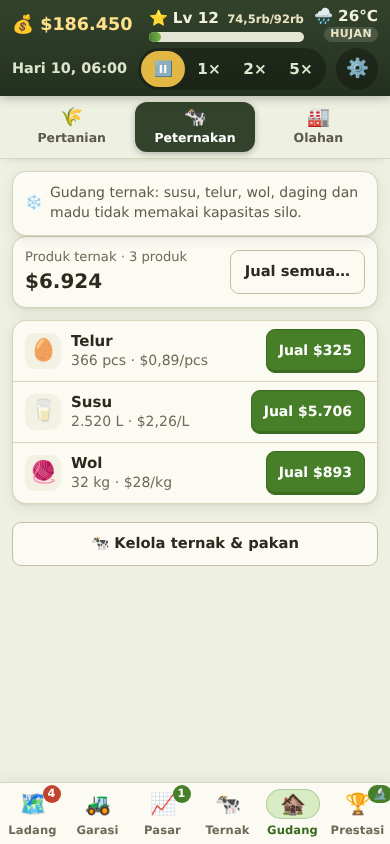 $186.450
Lv 12
74,5rb/92rb
26°C
HUJAN
Hari 10, 06:00
1×
2×
5×
Pertanian
Peternakan
Olahan
Gudang ternak: susu, telur, wol, daging dan
madu tidak memakai kapasitas silo.
Produk ternak · 3 produk
$6.924
Jual semua…
Telur
366 pcs · $0,89/pcs
Jual $325
Susu
2.520 L · $2,26/L
Jual $5.706
Wol
32 kg · $28/kg
Jual $893
Kelola ternak & pakan
4
1
Ladang
Garasi
Pasar
Ternak
Gudang
Prestasi